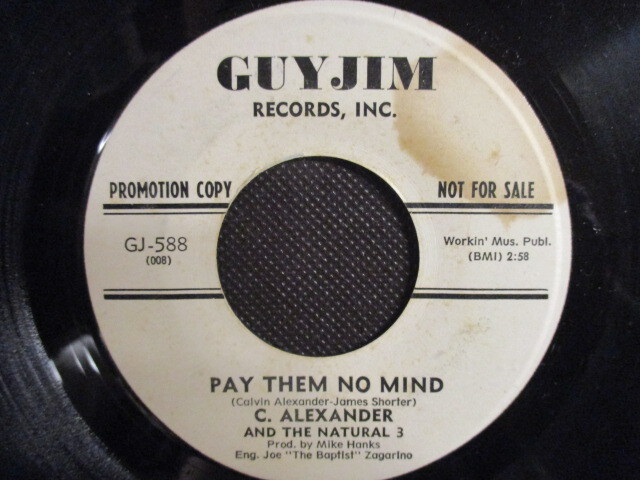 GUYJIM
RECORDS, INC.
PROMOTION COPY
NOT FOR SALE
GJ-588
(008)
Workin' Mus. Publ.
(BMI) 2:58
PAY THEM NO MIND
(Calvin Alexander-James Shorter)
C. ALEXANDER
AND THE NATURAL 3
Prod. by Mike Hanks
Eng. Joe "The Baptist" Zagarino